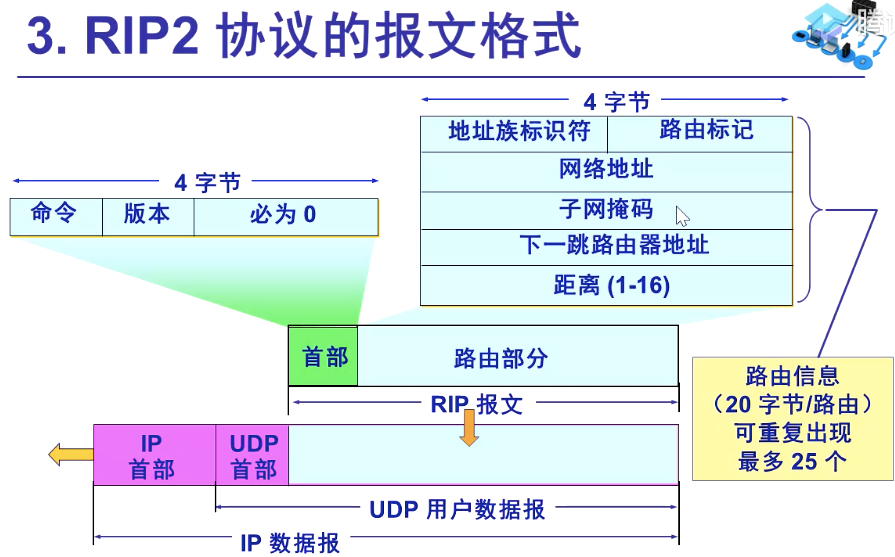 3. RIP2 协议的报文格式
4 字节
地址族标识符 路由标记
网络地址
子网掩码
下一跳路由器地址
距离 (1-16)
4 字节
命令 版本 必为 0
首部 路由部分
RIP 报文
路由信息
（20 字节/路由）
可重复出现
最多 25 个
IP
首部
UDP
首部
UDP 用户数据报
IP 数据报